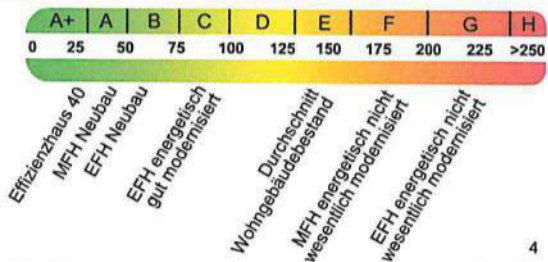 A+ A B C D E F G H
0 25 50 75 100 125 150 175 200 225 >250
Effizienzhaus 40
MFH Neubau
EFH Neubau
EFH energetisch
gut modernisiert
Durchschnitt
Wohngebäudebestand
MFH energetisch nicht
wesentlich modernisiert
EFH energetisch nicht
wesentlich modernisiert
4